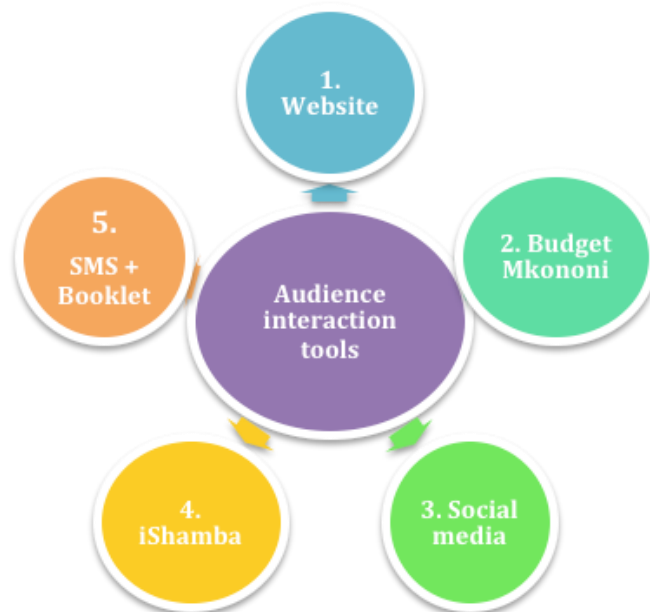 1.
Website
2. Budget
Mkononi
3. Social
media
4.
iShamba
5.
SMS +
Booklet
Audience
interaction
tools